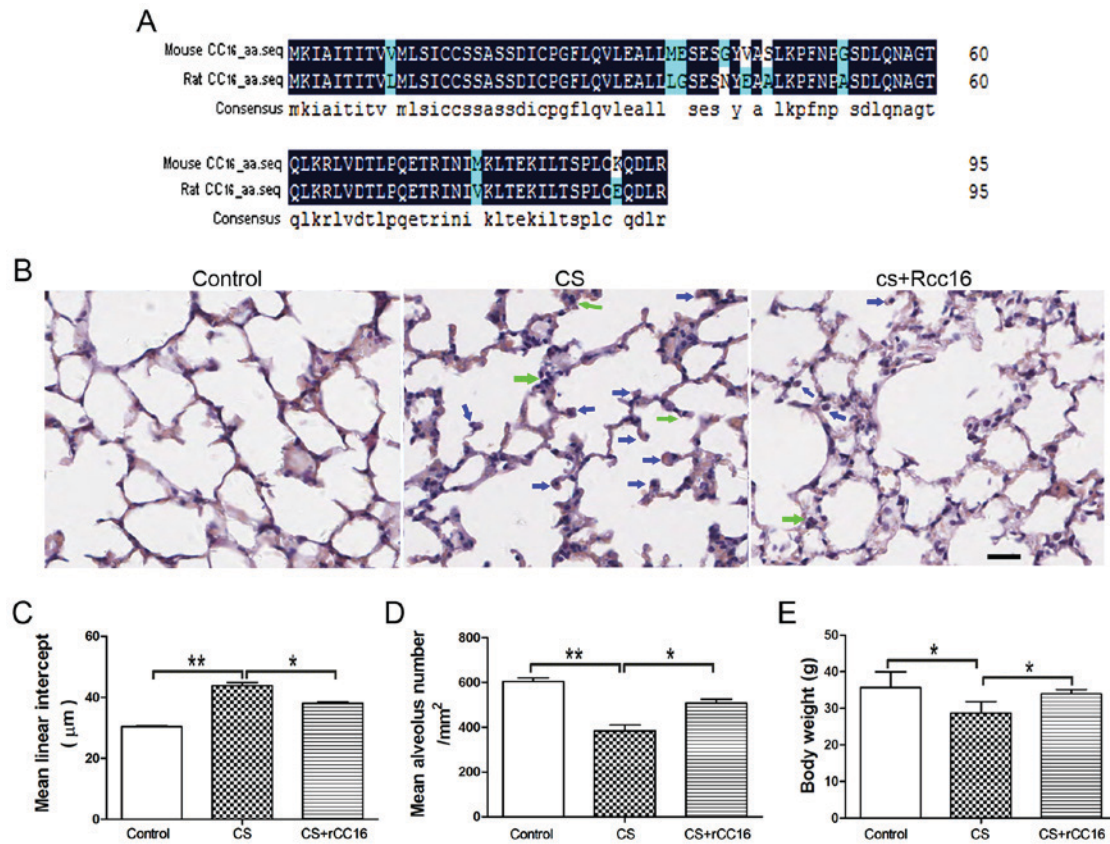 A
Mouse CC16_aa.seq MKIAITITVVMLSICCSSASSDICPGFLQVLEALLMESESGYVASLKPFNPGSDLQNAGT 60
Rat CC16_aa.seq MKIAITITVLMLSICCSSASSDICPGFLQVLEALLLGSESNYEAALKPFNPASDLQNAGT 60
Consensus mkiaititv mlsiccssassdicpgflqvleall ses y a lkpfnp sdlqnagt
Mouse CC16_aa.seq QLKRLVDTLPQETRINIMKLTEKILTSPLCKQDLR 95
Rat CC16_aa.seq QLKRLVDTLPQETRINIVKLTEKILTSPLCEQDLR 95
Consensus qlkrlvdtlpqetrini kltekiltsplc qdlr
B
Control CS cs+Rcc16
C
Mean linear intercept
( μm )
60
40
20
0
** *
Control CS CS+rCC16
D
Mean alveolus number
/mm²
800
600
400
200
0
** *
Control CS CS+rCC16
E
Body weight (g)
50
40
30
20
10
0
* *
Control CS CS+rCC16